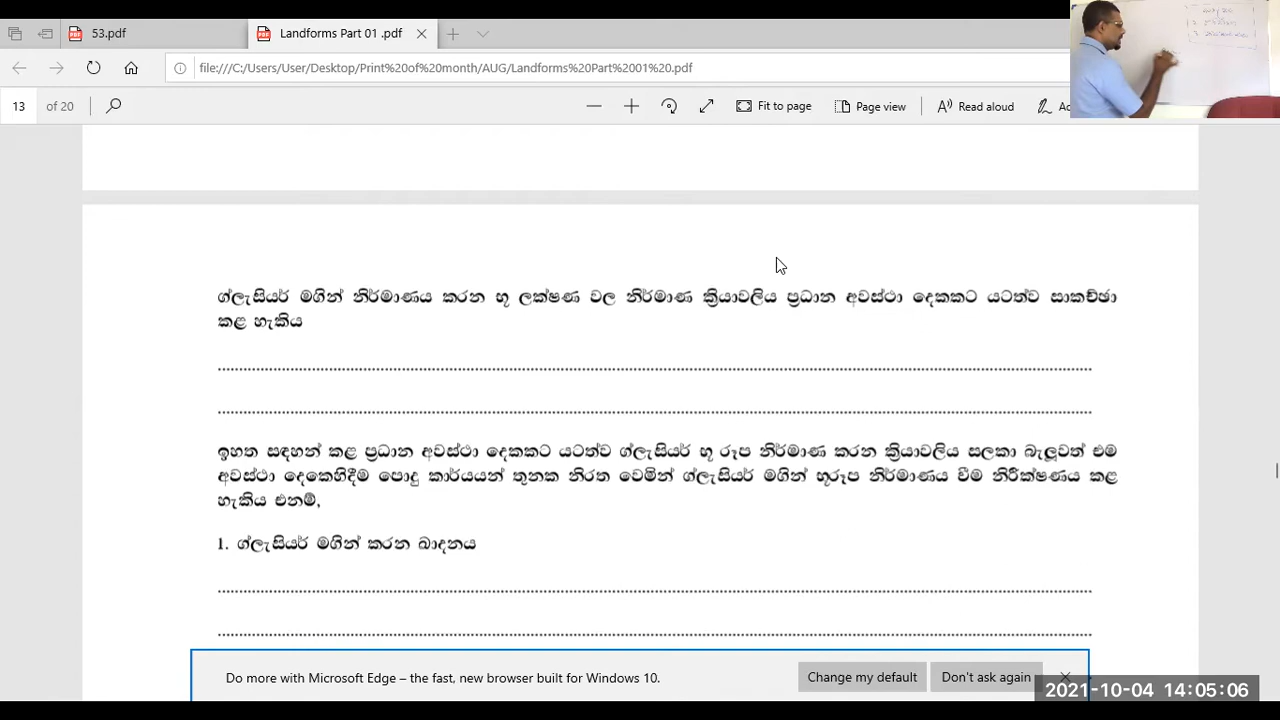 53.pdf
Landforms Part 01 .pdf
file:///C:/Users/User/Desktop/Print%20of%20month/AUG/Landforms%20Part%2001%20.pdf
13 of 20
Fit to page
Page view
Read aloud
ග්ලැසියර් මගින් නිර්මාණය කරන භූ ලක්ෂණ වල නිර්මාණ ක්‍රියාවලිය ප්‍රධාන අවස්ථා දෙකකට යටත්ව සාකච්ඡා
කළ හැකිය
ඉහත සඳහන් කළ ප්‍රධාන අවස්ථා දෙකකට යටත්ව ග්ලැසියර් භූ රූප නිර්මාණ කරන ක්‍රියාවලිය සලකා බැලූවත් එම
අවස්ථා දෙකෙහිදීම පොදු කාර්යයන් තුනක නිරත වෙමින් ග්ලැසියර් මගින් භූරූප නිර්මාණය වීම නිරීක්ෂණය කළ
හැකිය එනම්,
1. ග්ලැසියර් මගින් කරන ඛාදනය
Do more with Microsoft Edge – the fast, new browser built for Windows 10.
Change my default
Don't ask again
2021-10-04 14:05:06